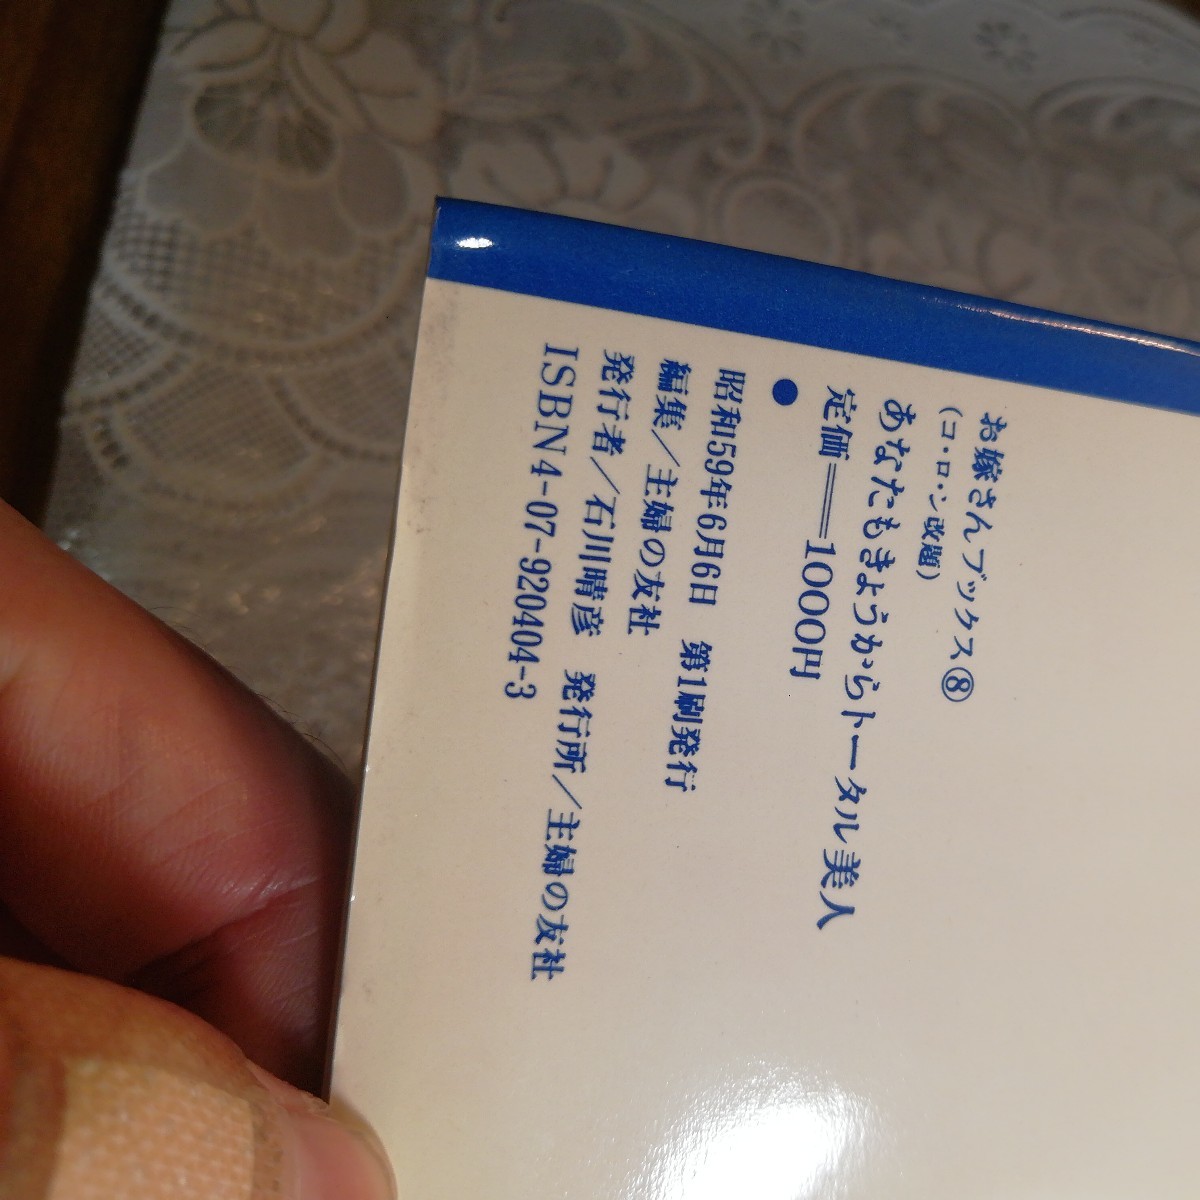 お嫁さんブックス⑧
(コ・ロ・ン改題)
あなたもきょうからトータル美人
定価＝1000円
●
昭和59年6月6日　第1刷発行
編集／主婦の友社
発行者／石川晴彦　発行所／主婦の友社
ISBN4-07-920404-3